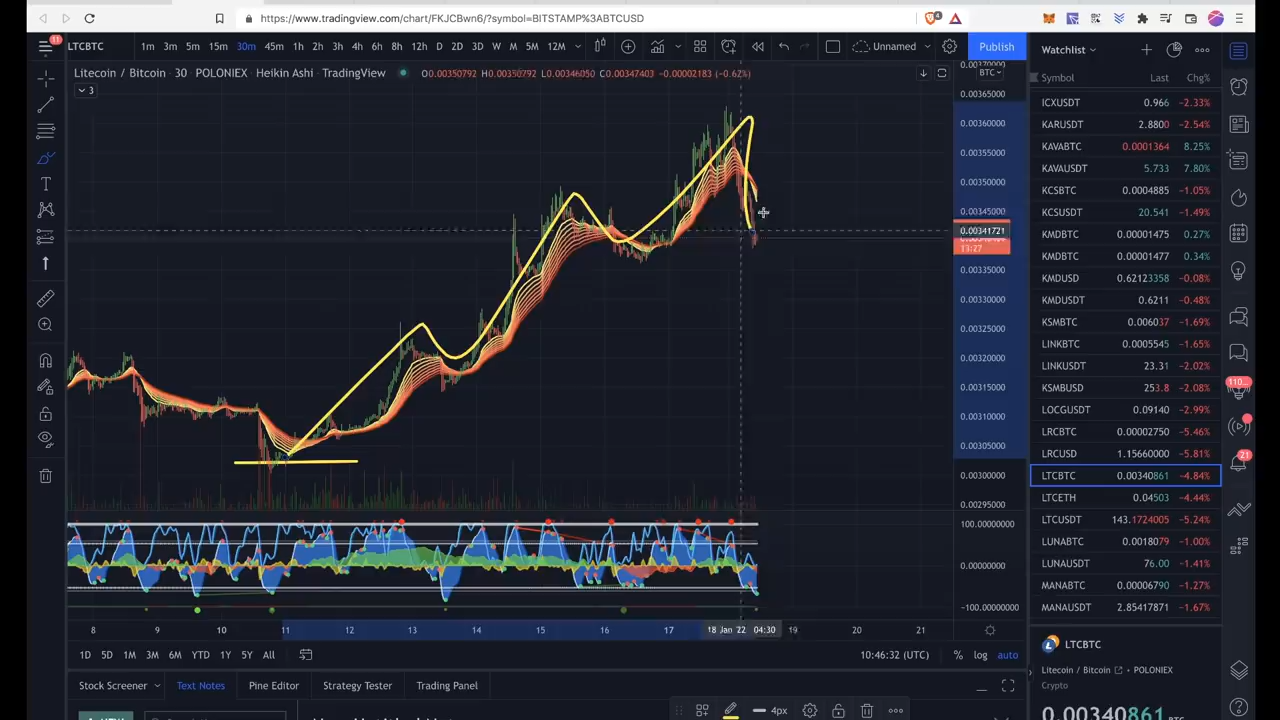 https://www.tradingview.com/chart/FKJCBwn6/?symbol=BITSTAMP%3ABTCUSD
11
LTCBTC
1m 3m 5m 15m 30m 45m 1h 2h 3h 4h 6h 8h 12h D 2D 3D W M 5M 12M
Unnamed
Publish
Watchlist
Litecoin / Bitcoin · 30 · POLONIEX · Heikin Ashi · TradingView
O0.00350792 H0.00350792 L0.00346050 C0.00347403 −0.00002183 (−0.62%)
BTC
3
Symbol Last Chg%
ICXUSDT 0.966 −2.33%
KARUSDT 2.8800 −2.54%
KAVABTC 0.0001364 8.25%
KAVAUSDT 5.733 7.80%
KCSBTC 0.0004885 −1.05%
KCSUSDT 20.541 −1.49%
KMDBTC 0.00001475 0.27%
KMDBTC 0.00001477 0.34%
KMDUSD 0.62123358 −0.08%
KMDUSDT 0.6211 −0.48%
KSMBTC 0.006037 −1.69%
LINKBTC 0.0005545 −1.65%
LINKUSDT 23.31 −2.02%
KSMBUSD 253.8 −2.08%
LOCGUSDT 0.09140 −2.99%
LRCBTC 0.00002750 −5.46%
LRCUSD 1.15660000 −5.81%
LTCBTC 0.00340861 −4.84%
LTCETH 0.04503 −4.44%
LTCUSDT 143.1724005 −5.24%
LUNABTC 0.0018079 −1.00%
LUNAUSDT 76.00 −1.41%
MANABTC 0.00006790 −1.27%
MANAUSDT 2.85417871 −1.67%
0.00370000
0.00365000
0.00360000
0.00355000
0.00350000
0.00345000
0.00341721
13:27
0.00335000
0.00330000
0.00325000
0.00320000
0.00315000
0.00310000
0.00305000
0.00300000
0.00295000
100.00000000
0.00000000
−100.00000000
110...
21
8 9 10 11 12 13 14 15 16 17 18 Jan '22 04:30 19 20 21
1D 5D 1M 3M 6M YTD 1Y 5Y All
10:46:32 (UTC) % log auto
LTCBTC
Litecoin / Bitcoin · POLONIEX
Crypto
Stock Screener Text Notes Pine Editor Strategy Tester Trading Panel
4px
0.00340861